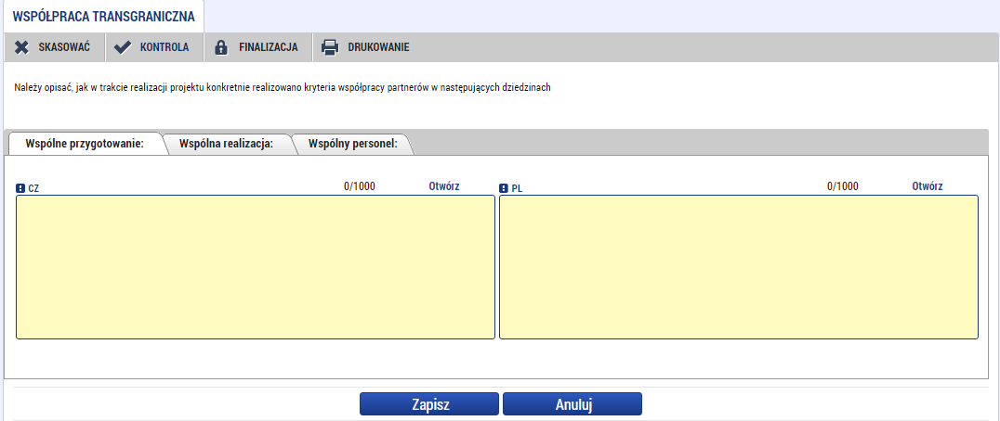 WSPÓŁPRACA TRANSGRANICZNA
SKASOWAĆ KONTROLA FINALIZACJA DRUKOWANIE
Należy opisać, jak w trakcie realizacji projektu konkretnie realizowano kryteria współpracy partnerów w następujących dziedzinach
Wspólne przygotowanie: Wspólna realizacja: Wspólny personel:
CZ 0/1000 Otwórz PL 0/1000 Otwórz
Zapisz Anuluj